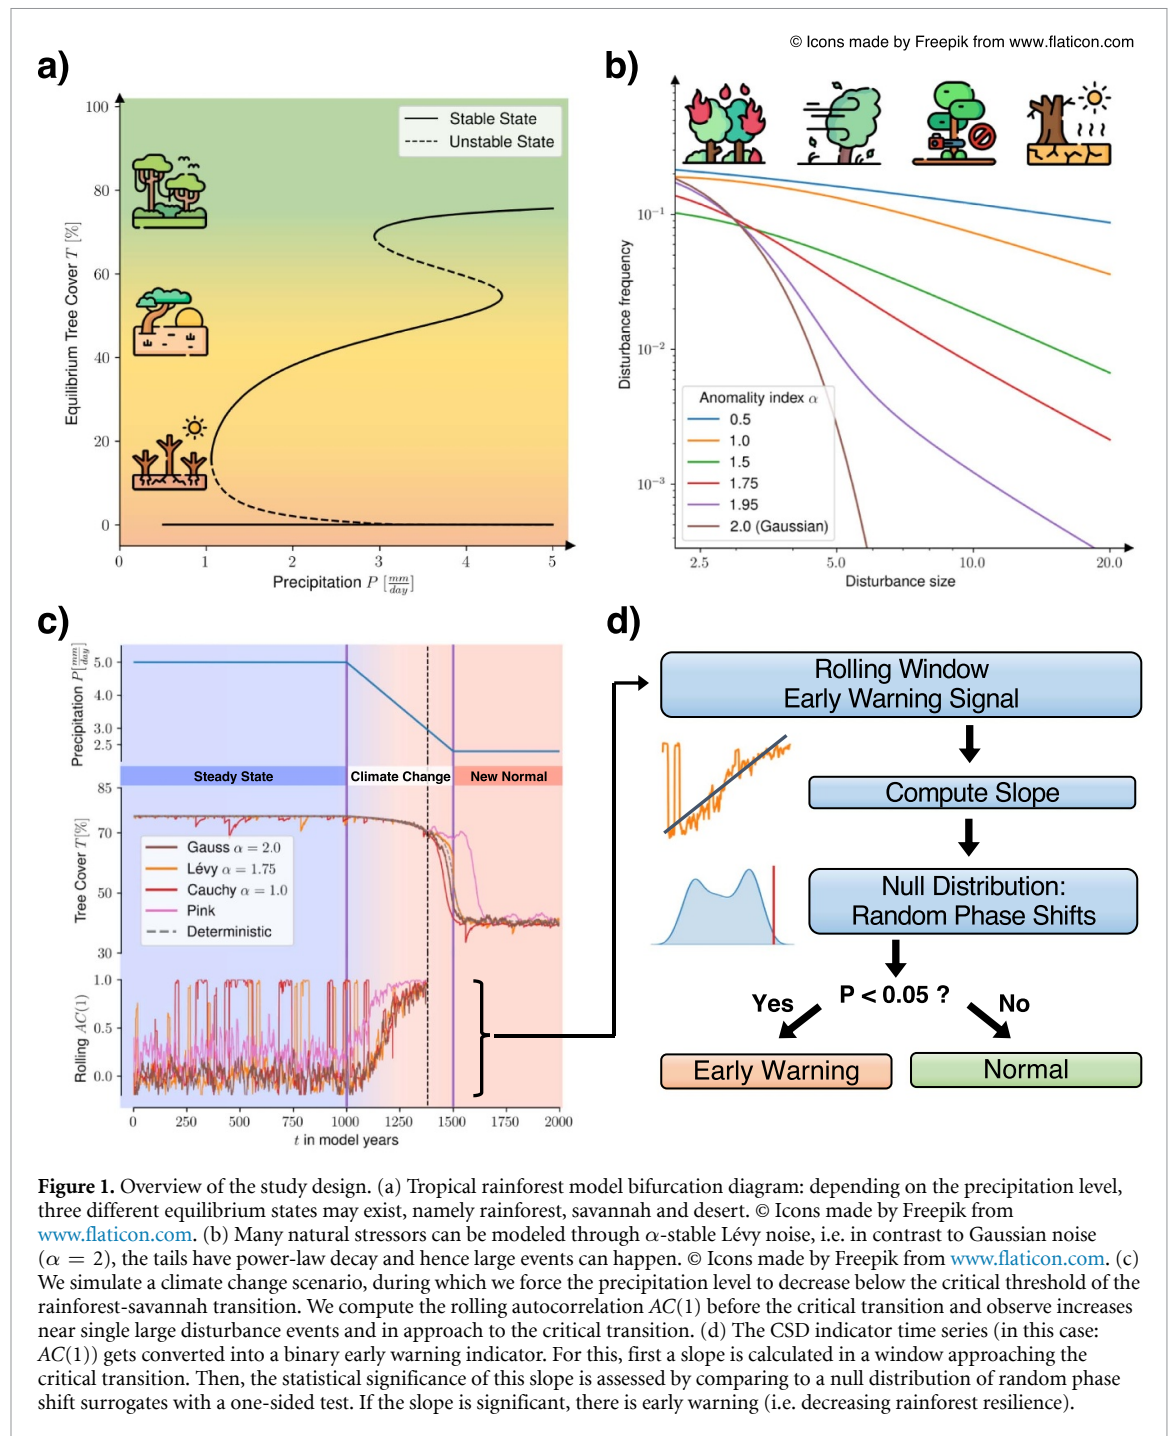 © Icons made by Freepik from www.flaticon.com
a)
100
80
60
40
20
0
Equilibrium Tree Cover T [%]
Stable State
Unstable State
0 1 2 3 4 5
Precipitation P [mm/day]
b)
10⁻¹
10⁻²
10⁻³
Disturbance frequency
Anomality index α
0.5
1.0
1.5
1.75
1.95
2.0 (Gaussian)
2.5 5.0 10.0 20.0
Disturbance size
c)
Precipitation P[mm/day]
5.0
4.0
3.0
2.5
Steady State Climate Change New Normal
Tree Cover T[%]
85
70
50
30
Gauss α = 2.0
Lévy α = 1.75
Cauchy α = 1.0
Pink
Deterministic
Rolling AC(1)
1.0
0.5
0.0
0 250 500 750 1000 1250 1500 1750 2000
t in model years
d)
Rolling Window
Early Warning Signal
Compute Slope
Null Distribution:
Random Phase Shifts
P < 0.05 ?
Yes No
Early Warning Normal
Figure 1. Overview of the study design. (a) Tropical rainforest model bifurcation diagram: depending on the precipitation level,
three different equilibrium states may exist, namely rainforest, savannah and desert. © Icons made by Freepik from
www.flaticon.com. (b) Many natural stressors can be modeled through α-stable Lévy noise, i.e. in contrast to Gaussian noise
(α = 2), the tails have power-law decay and hence large events can happen. © Icons made by Freepik from www.flaticon.com. (c)
We simulate a climate change scenario, during which we force the precipitation level to decrease below the critical threshold of the
rainforest-savannah transition. We compute the rolling autocorrelation AC(1) before the critical transition and observe increases
near single large disturbance events and in approach to the critical transition. (d) The CSD indicator time series (in this case:
AC(1)) gets converted into a binary early warning indicator. For this, first a slope is calculated in a window approaching the
critical transition. Then, the statistical significance of this slope is assessed by comparing to a null distribution of random phase
shift surrogates with a one-sided test. If the slope is significant, there is early warning (i.e. decreasing rainforest resilience).